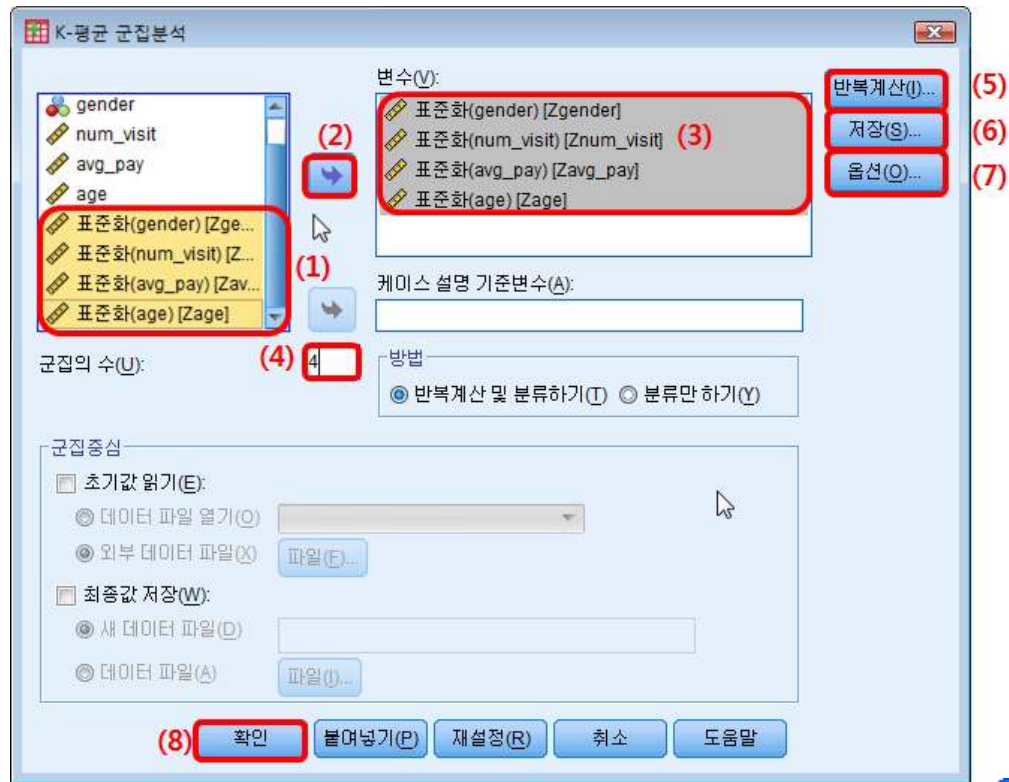 K-평균 군집분석
gender
num_visit
avg_pay
age
표준화(gender) [Zge...
표준화(num_visit) [Z...
표준화(avg_pay) [Zav...
표준화(age) [Zage]
(1)
(2)
변수(V):
표준화(gender) [Zgender]
표준화(num_visit) [Znum_visit]
표준화(avg_pay) [Zavg_pay]
표준화(age) [Zage]
(3)
반복계산(I)... (5)
저장(S)... (6)
옵션(O)... (7)
케이스 설명 기준변수(A):
군집의 수(U): (4) 4
방법
반복계산 및 분류하기(T) 분류만 하기(Y)
군집중심
초기값 읽기(E):
데이터 파일 열기(O)
외부 데이터 파일(X) 파일(F)...
최종값 저장(W):
새 데이터 파일(D)
데이터 파일(A) 파일(I)...
(8) 확인 붙여넣기(P) 재설정(R) 취소 도움말